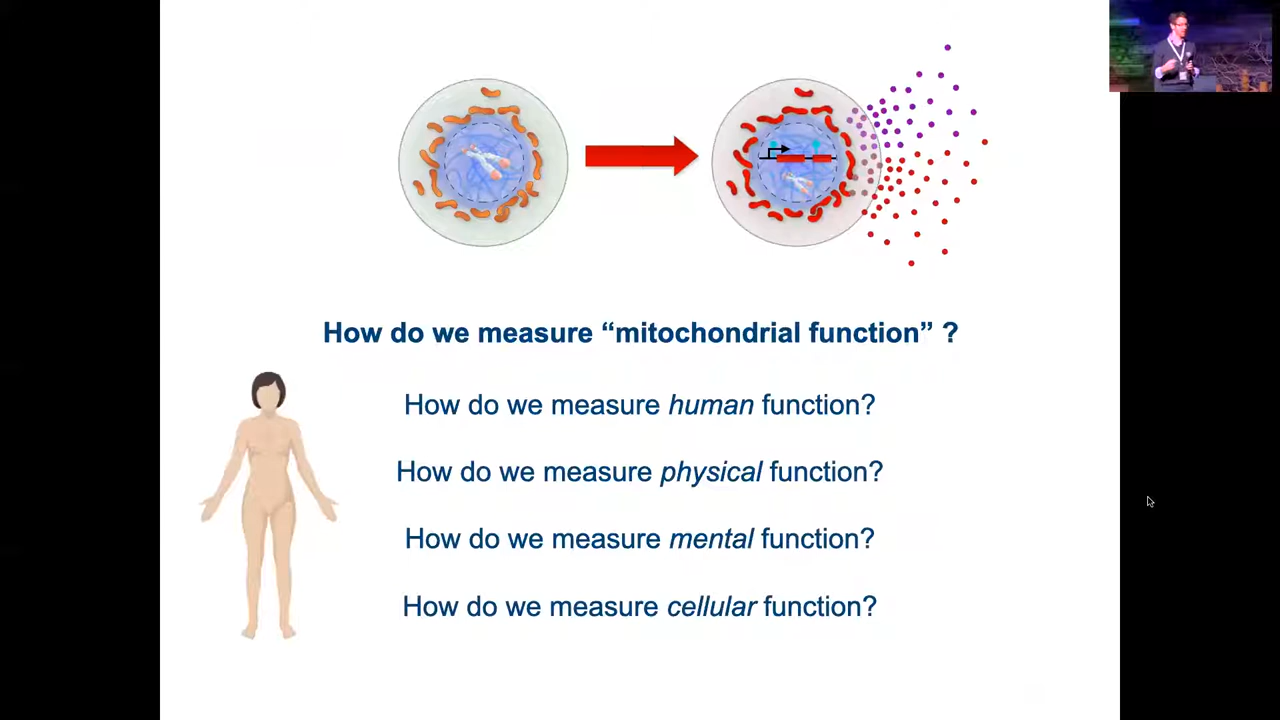 How do we measure “mitochondrial function” ?
How do we measure human function?
How do we measure physical function?
How do we measure mental function?
How do we measure cellular function?